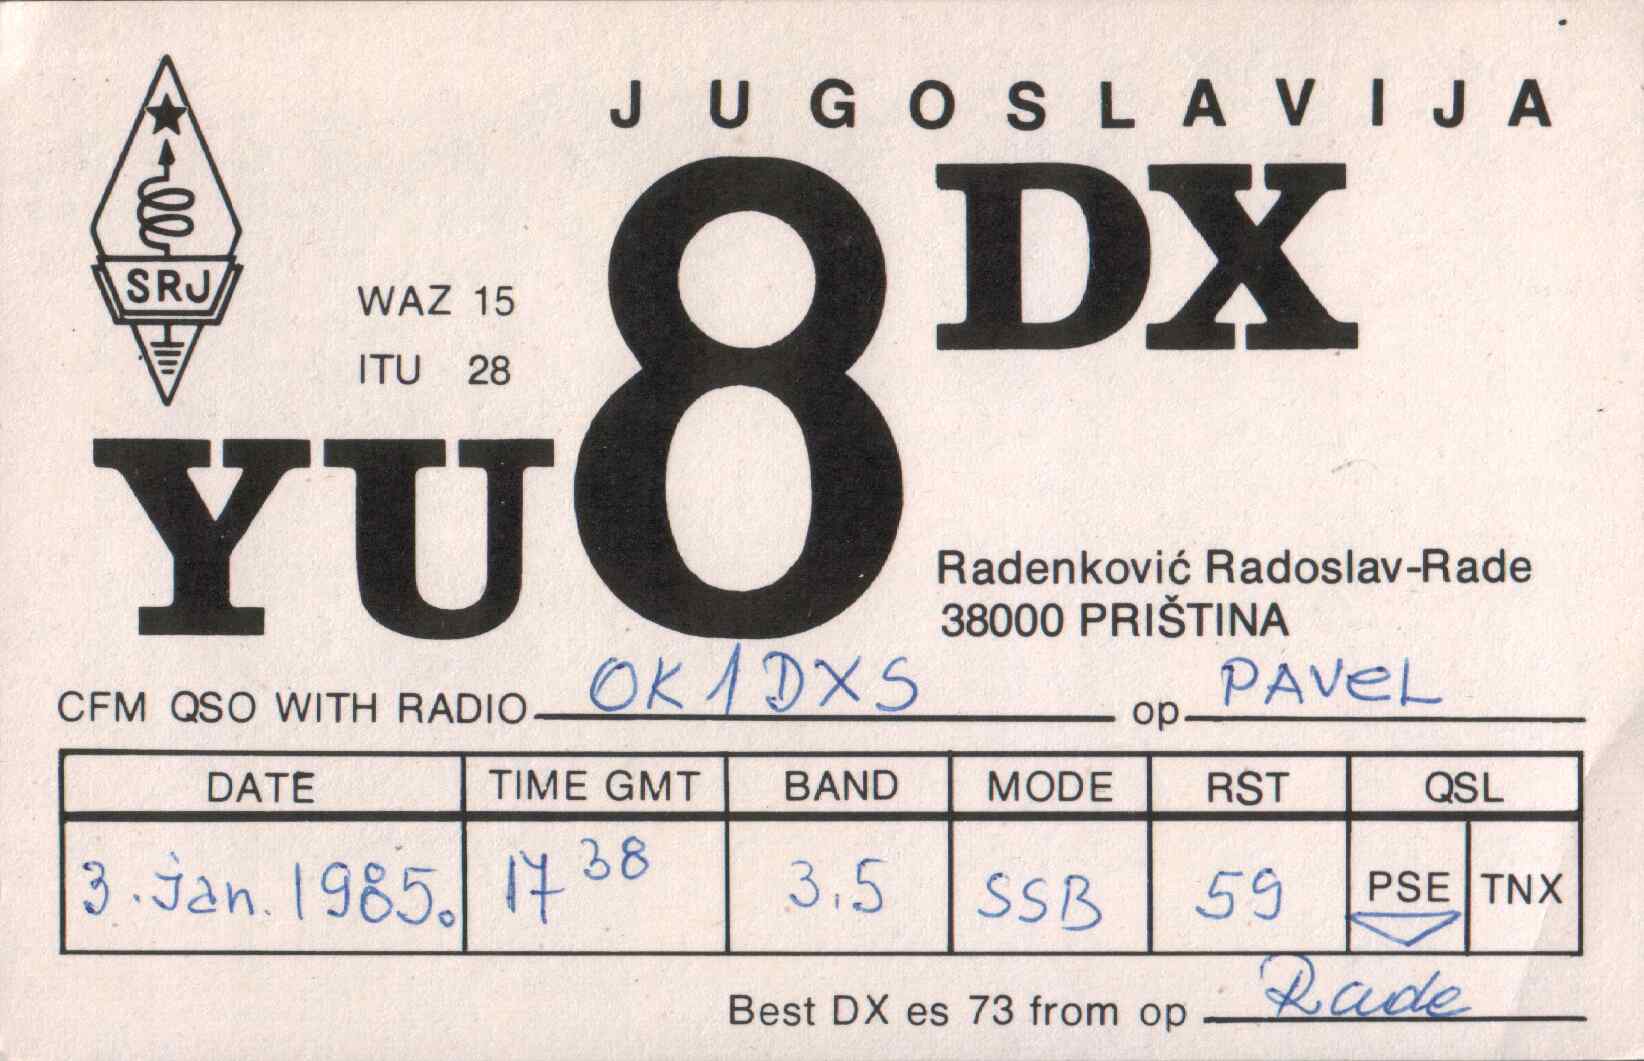 JUGOSLAVIJA
SRJ
WAZ 15
ITU 28
YU8DX
Radenković Radoslav-Rade
38000 PRIŠTINA
CFM QSO WITH RADIO OK1DXS op PAVEL
DATE TIME GMT BAND MODE RST QSL
3. Jan. 1985. 17 38 3.5 SSB 59 PSE TNX
Best DX es 73 from op Rade